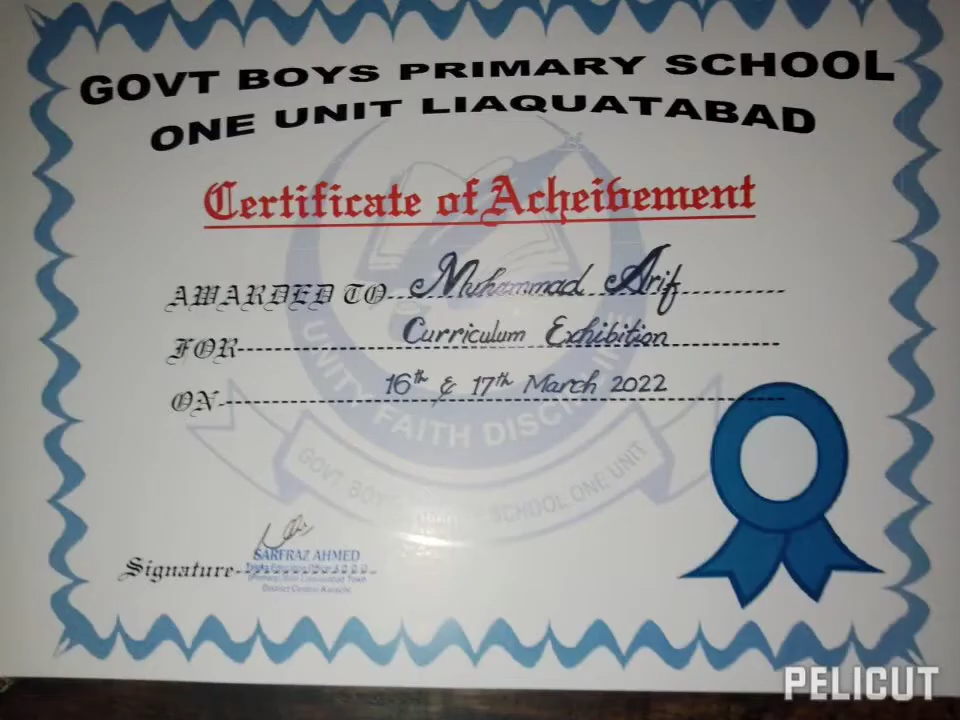 GOVT BOYS PRIMARY SCHOOL
ONE UNIT LIAQUATABAD
Certificate of Acheivement
AWARDED TO Muhammad Arif
FOR Curriculum Exhibition
ON 16th & 17th March 2022
UNITY FAITH DISCIPLINE
GOVT BOYS SCHOOL ONE UNIT
Signature
SARFRAZ AHMED
District Central Karachi
PELICUT